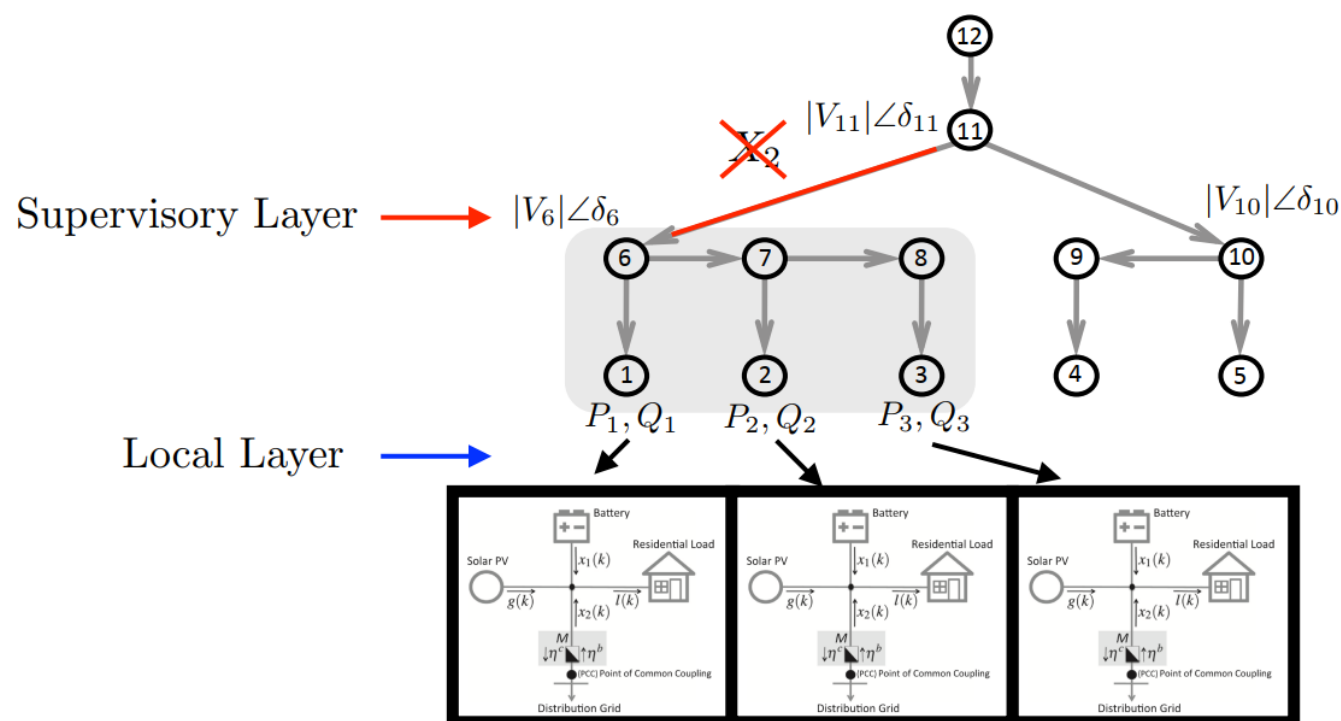 12
|V₁₁|∠δ₁₁
11
X₂
Supervisory Layer
|V₆|∠δ₆
|V₁₀|∠δ₁₀
6 7 8 9 10
1 2 3 4 5
P₁, Q₁ P₂, Q₂ P₃, Q₃
Local Layer
Battery
Residential Load
Solar PV
x₁(k)
g(k)
l(k)
x₂(k)
M
↓ηᶜ ↑ηᵇ
(PCC) Point of Common Coupling
Distribution Grid
Battery
Residential Load
Solar PV
x₁(k)
g(k)
l(k)
x₂(k)
M
↓ηᶜ ↑ηᵇ
(PCC) Point of Common Coupling
Distribution Grid
Battery
Residential Load
Solar PV
x₁(k)
g(k)
l(k)
x₂(k)
M
↓ηᶜ ↑ηᵇ
(PCC) Point of Common Coupling
Distribution Grid